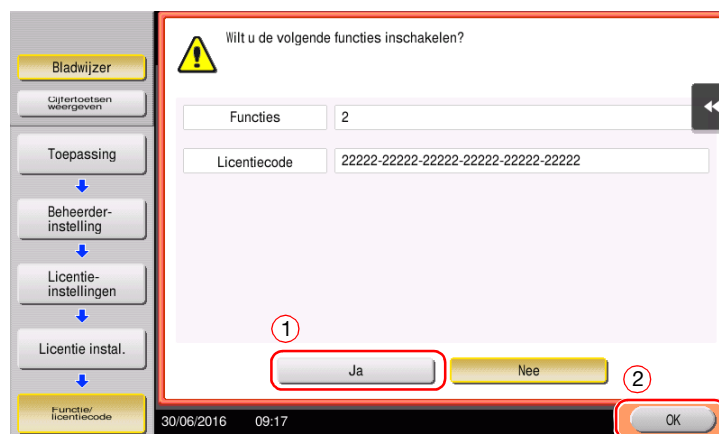 Wilt u de volgende functies inschakelen?
Bladwijzer
Cijfertoetsen
weergeven
Functies
2
Toepassing
Licentiecode
22222-22222-22222-22222-22222-22222
Beheerder-
instelling
Licentie-
instellingen
1
Licentie instal.
Ja
Nee
2
Functie/
licentiecode
30/06/2016 09:17
OK